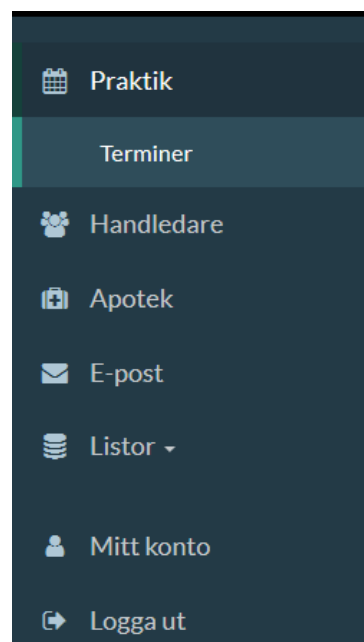 Praktik
Terminer
Handledare
Apotek
E-post
Listor
Mitt konto
Logga ut